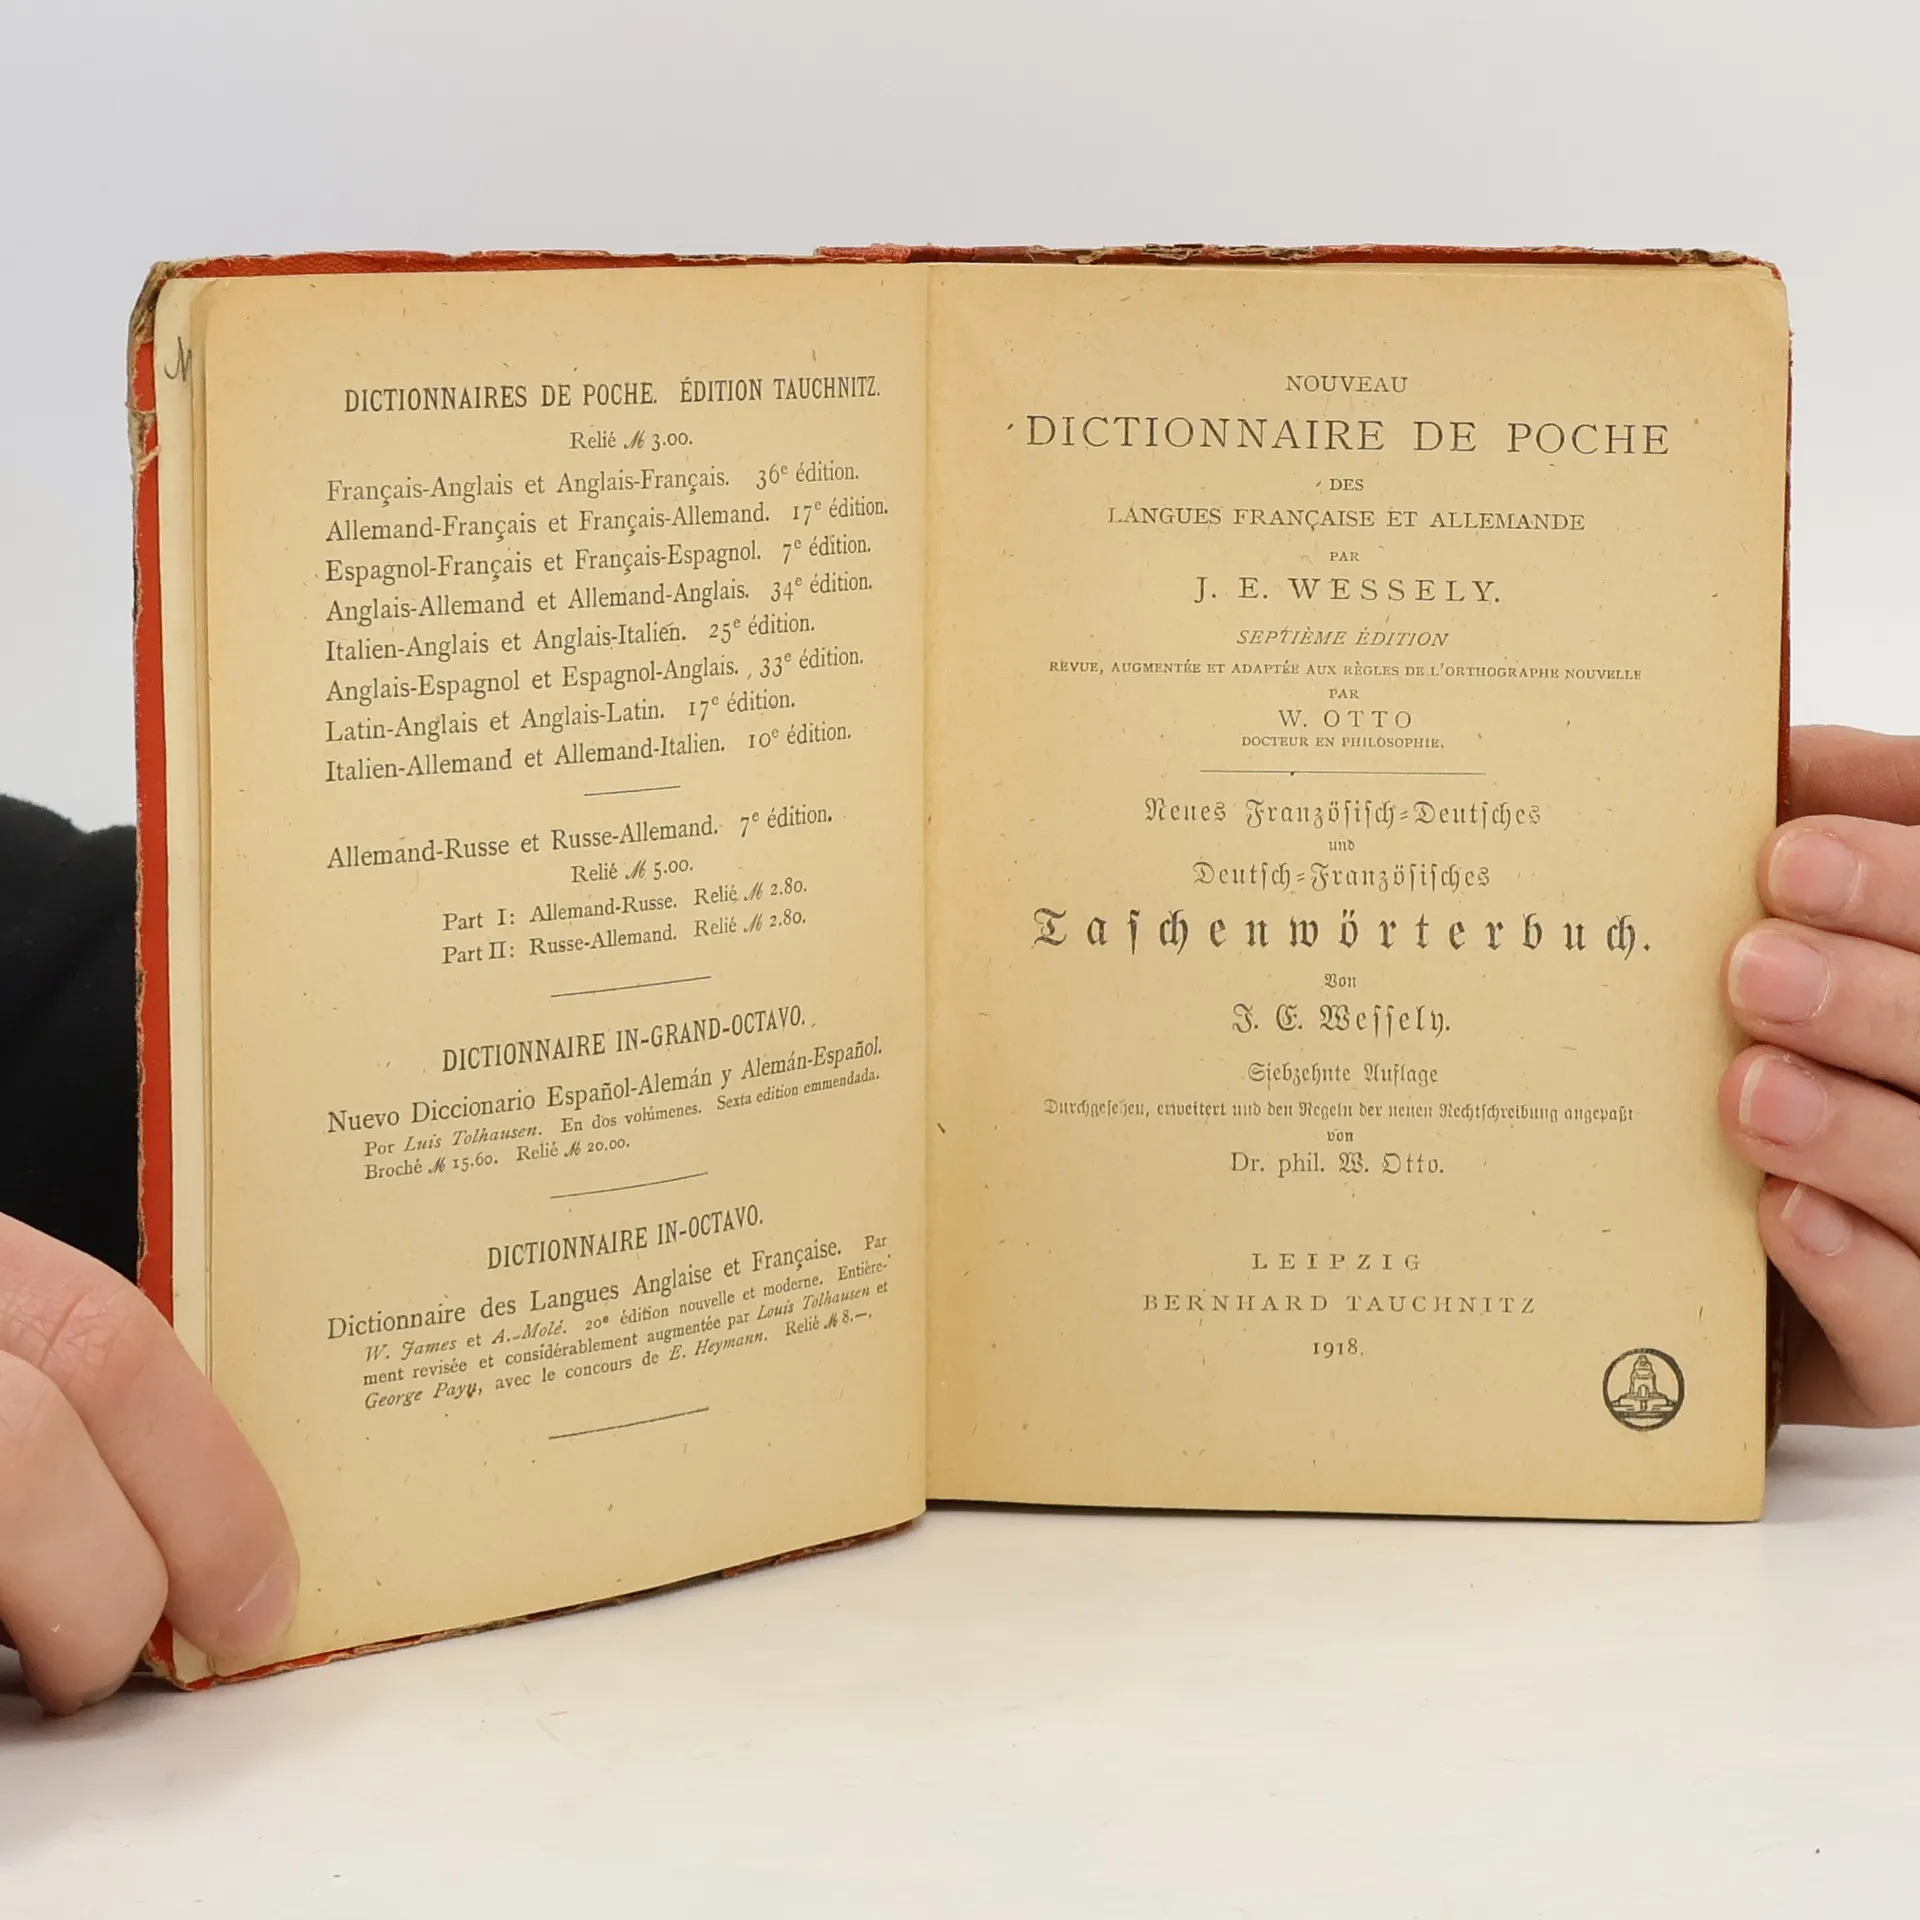 DICTIONNAIRES DE POCHE. ÉDITION TAUCHNITZ.
Relié ℳ 3.00.
Français-Anglais et Anglais-Français. 36e édition.
Allemand-Français et Français-Allemand. 17e édition.
Espagnol-Français et Français-Espagnol. 7e édition.
Anglais-Allemand et Allemand-Anglais. 34e édition.
Italien-Anglais et Anglais-Italien. 25e édition.
Anglais-Espagnol et Espagnol-Anglais. 33e édition.
Latin-Anglais et Anglais-Latin. 17e édition.
Italien-Allemand et Allemand-Italien. 10e édition.
Allemand-Russe et Russe-Allemand. 7e édition.
Relié ℳ 5.00.
Part I: Allemand-Russe. Relié ℳ 2.80.
Part II: Russe-Allemand. Relié ℳ 2.80.
DICTIONNAIRE IN-GRAND-OCTAVO.
Nuevo Diccionario Español-Alemán y Alemán-Español.
Por Luis Tolhausen. En dos volúmenes. Sexta edition emmendada.
Broché ℳ 15.60. Relié ℳ 20.00.
DICTIONNAIRE IN-OCTAVO.
Dictionnaire des Langues Anglaise et Française. Par
W. James et A. Molé. 20e édition nouvelle et moderne. Entière-
ment revisée et considérablement augmentée par Louis Tolhausen et
George Payn, avec le concours de E. Heymann. Relié ℳ 8.—.
NOUVEAU
DICTIONNAIRE DE POCHE
DES
LANGUES FRANÇAISE ET ALLEMANDE
PAR
J. E. WESSELY.
SEPTIÈME ÉDITION
REVUE, AUGMENTÉE ET ADAPTÉE AUX RÈGLES DE L'ORTHOGRAPHE NOUVELLE
PAR
W. OTTO
DOCTEUR EN PHILOSOPHIE.
Neues Französisch-Deutsches
und
Deutsch-Französisches
Taschenwörterbuch.
Von
J. E. Wessely.
Siebzehnte Auflage
Durchgesehen, erweitert und den Regeln der neuen Rechtschreibung angepaßt
von
Dr. phil. W. Otto.
LEIPZIG
BERNHARD TAUCHNITZ
1918.